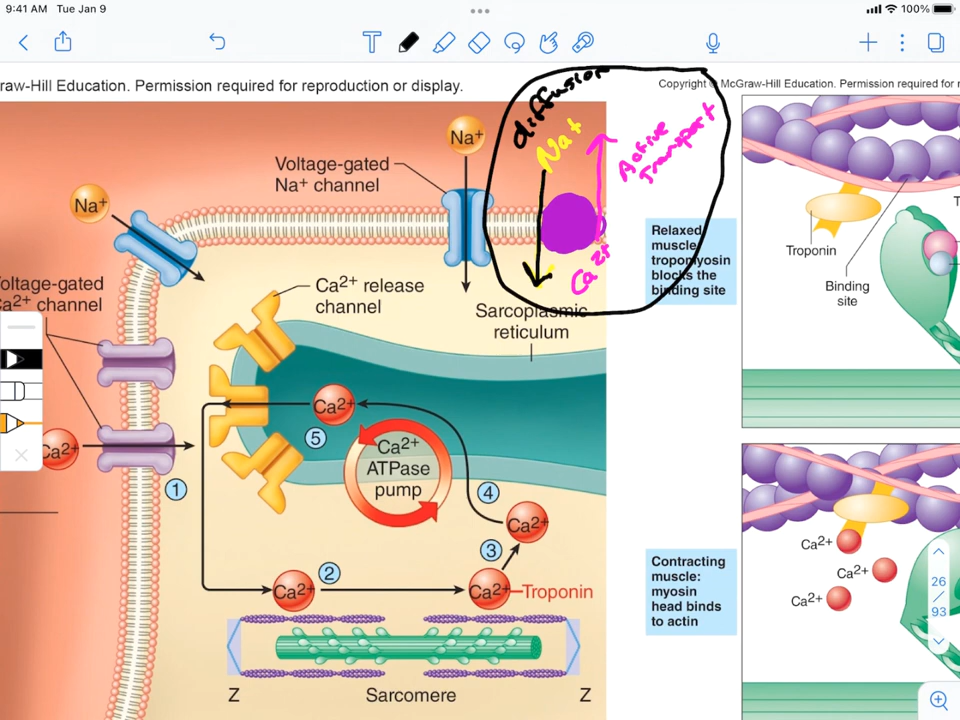 9:41 AM Tue Jan 9
100%
raw-Hill Education. Permission required for reproduction or display.
Copyright © McGraw-Hill Education. Permission required for r
diffusion
Na+
Active
Transport
Ca2+
Na+
Voltage-gated
Na+ channel
Na+
Voltage-gated
Ca2+ channel
Ca2+ release
channel
Sarcoplasmic
reticulum
Relaxed
muscle
tropomyosin
blocks the
binding site
Troponin
Binding
site
T
Ca2+
5
Ca2+
ATPase
pump
Ca2+
1
4
Ca2+
3
2
Ca2+
Ca2+
Troponin
Z
Sarcomere
Z
Contracting
muscle:
myosin
head binds
to actin
Ca2+
Ca2+
Ca2+
26
/
93